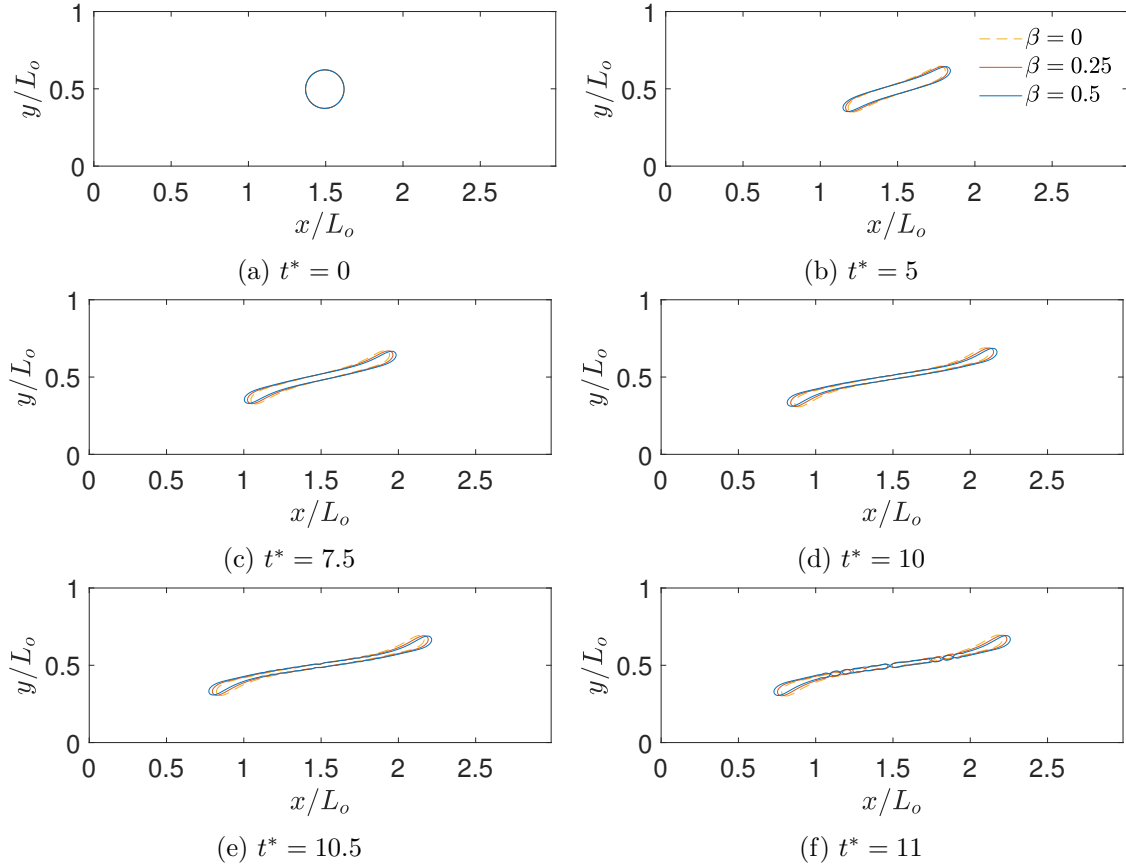 1
0.5
0
y/L_o
0 0.5 1 1.5 2 2.5
x/L_o
(a) t* = 0
1
0.5
0
y/L_o
β = 0
β = 0.25
β = 0.5
0 0.5 1 1.5 2 2.5
x/L_o
(b) t* = 5
1
0.5
0
y/L_o
0 0.5 1 1.5 2 2.5
x/L_o
(c) t* = 7.5
1
0.5
0
y/L_o
0 0.5 1 1.5 2 2.5
x/L_o
(d) t* = 10
1
0.5
0
y/L_o
0 0.5 1 1.5 2 2.5
x/L_o
(e) t* = 10.5
1
0.5
0
y/L_o
0 0.5 1 1.5 2 2.5
x/L_o
(f) t* = 11